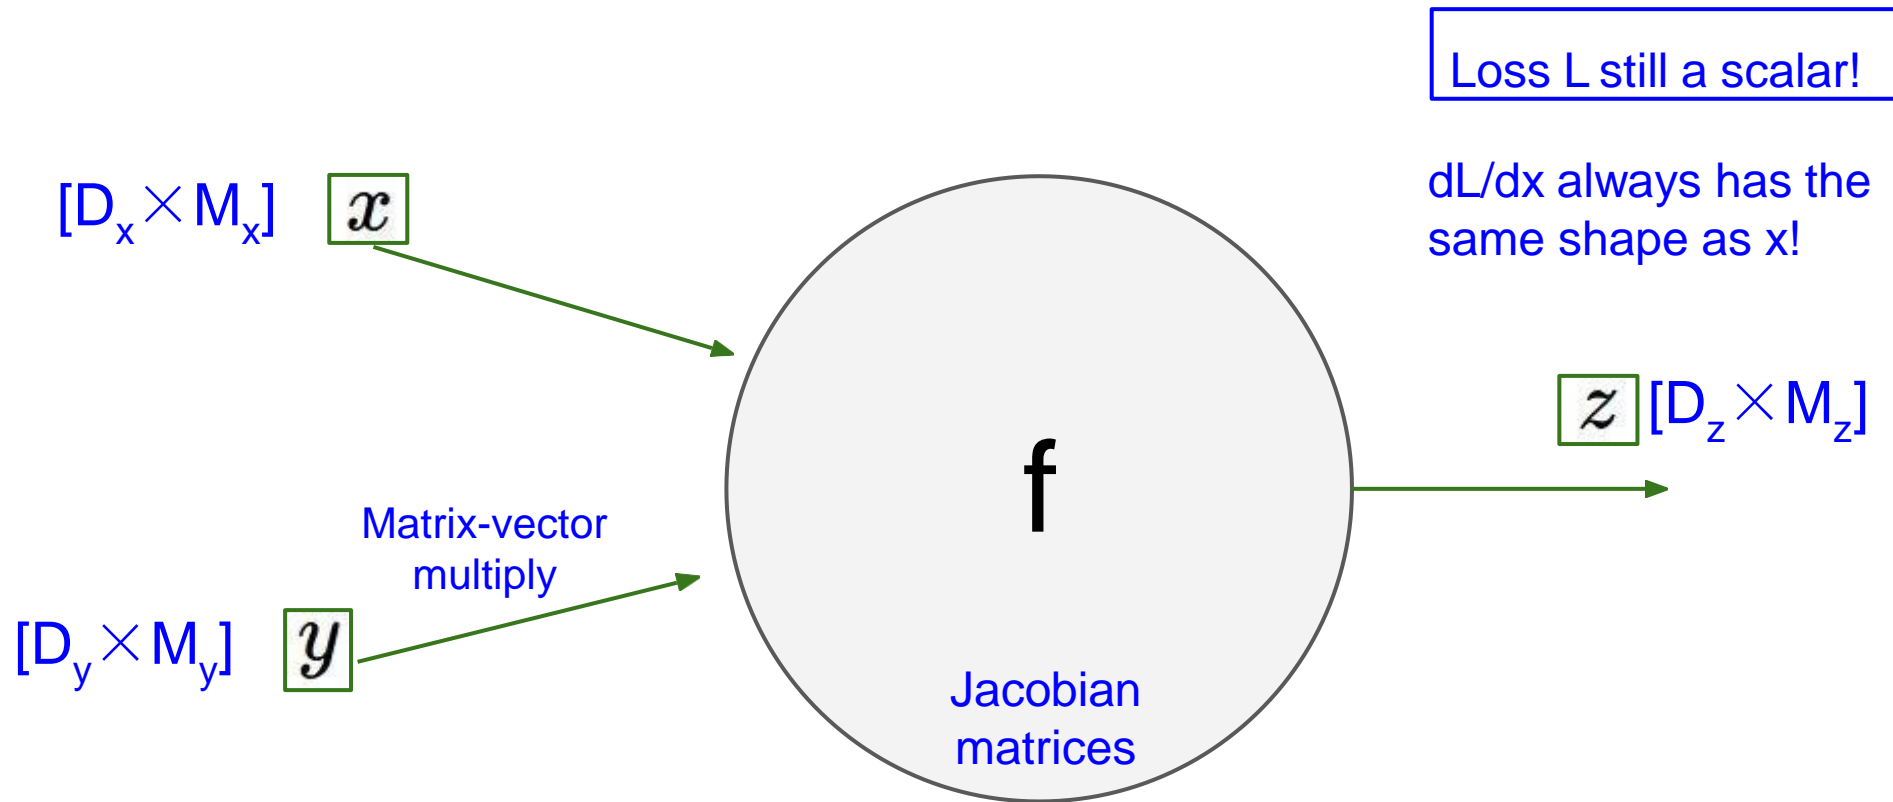 Loss L still a scalar!
dL/dx always has the
same shape as x!
[Dx×Mx] x
z [Dz×Mz]
f
Matrix-vector
multiply
[Dy×My] y
Jacobian
matrices